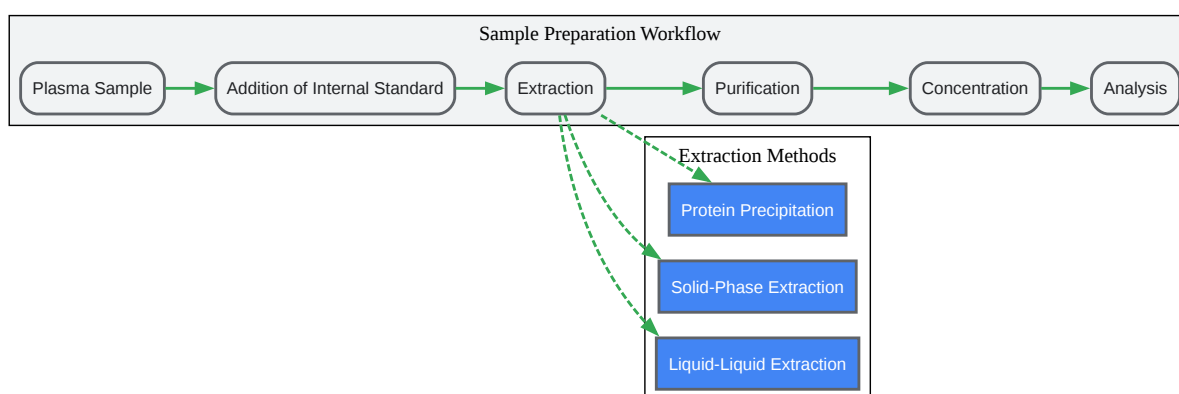 Sample Preparation Workflow
Plasma Sample
Addition of Internal Standard
Extraction
Purification
Concentration
Analysis
Extraction Methods
Protein Precipitation
Solid-Phase Extraction
Liquid-Liquid Extraction